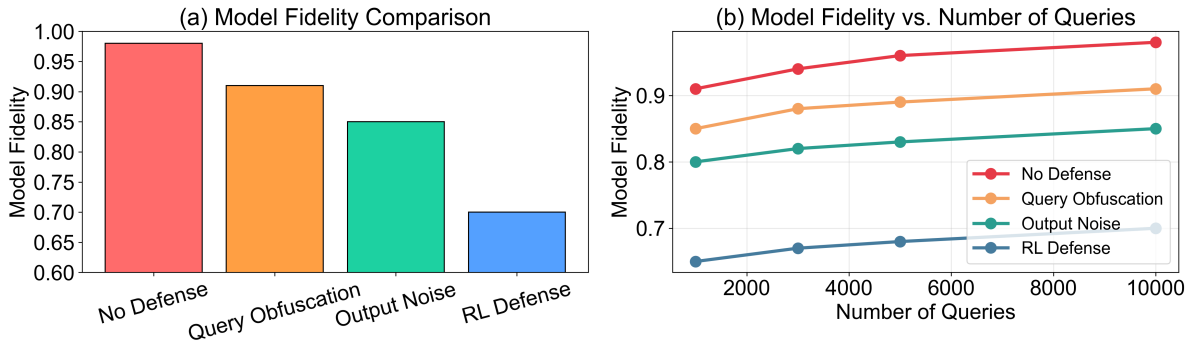 (a) Model Fidelity Comparison
Model Fidelity
1.00
0.95
0.90
0.85
0.80
0.75
0.70
0.65
0.60
No Defense
Query Obfuscation
Output Noise
RL Defense
(b) Model Fidelity vs. Number of Queries
Model Fidelity
0.9
0.8
0.7
No Defense
Query Obfuscation
Output Noise
RL Defense
2000 4000 6000 8000 10000
Number of Queries